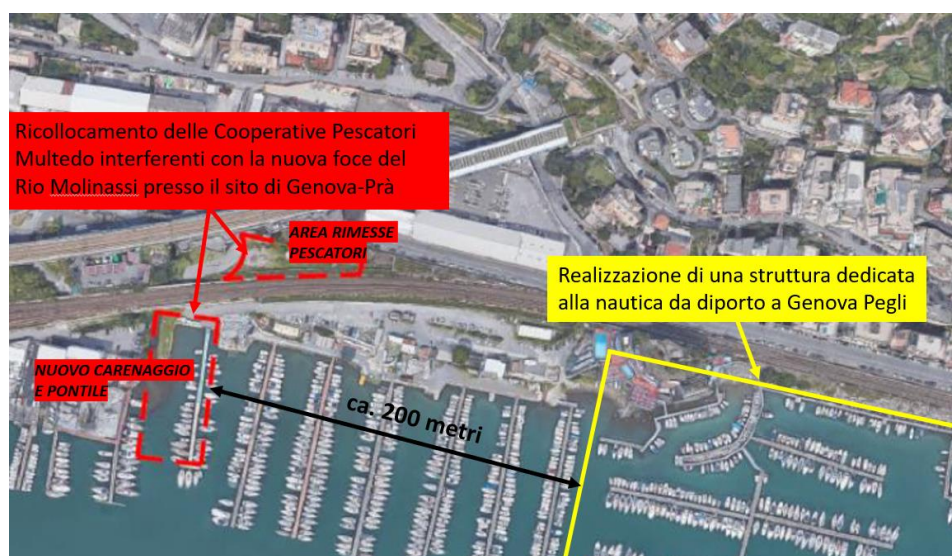 Ricollocamento delle Cooperative Pescatori
Multedo interferenti con la nuova foce del
Rio Molinassi presso il sito di Genova-Prà
AREA RIMESSE
PESCATORI
Realizzazione di una struttura dedicata
alla nautica da diporto a Genova Pegli
NUOVO CARENAGGIO
E PONTILE
ca. 200 metri